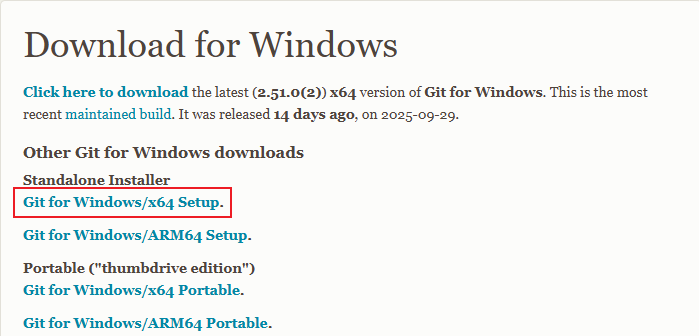 Download for Windows
Click here to download the latest (2.51.0(2)) x64 version of Git for Windows. This is the most
recent maintained build. It was released 14 days ago, on 2025-09-29.
Other Git for Windows downloads
Standalone Installer
Git for Windows/x64 Setup.
Git for Windows/ARM64 Setup.
Portable ("thumbdrive edition")
Git for Windows/x64 Portable.
Git for Windows/ARM64 Portable.